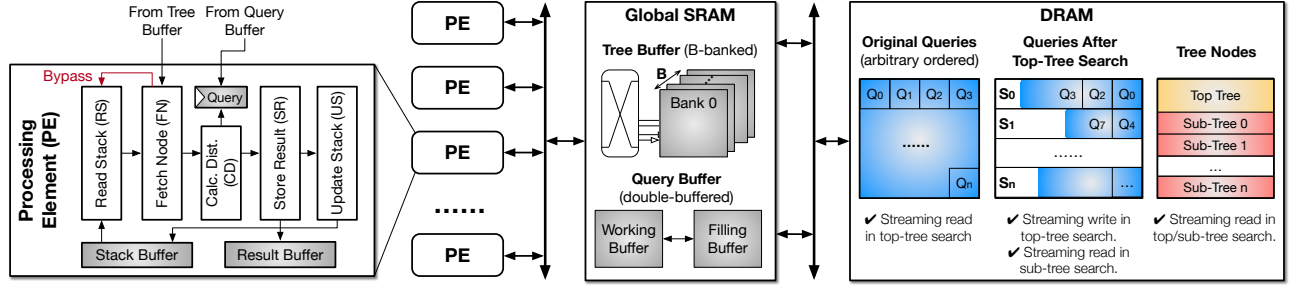 From Tree
Buffer
From Query
Buffer
Bypass
Processing
Element (PE)
Read Stack (RS)
Fetch Node (FN)
Query
Calc. Dist.
(CD)
Store Result (SR)
Update Stack (US)
Stack Buffer
Result Buffer
PE
PE
PE
......
PE
Global SRAM
Tree Buffer (B-banked)
B
Bank 0
Query Buffer
(double-buffered)
Working
Buffer
Filling
Buffer
DRAM
Original Queries
(arbitrary ordered)
Q0 Q1 Q2 Q3
......
Qn
✔ Streaming read
in top-tree search
Queries After
Top-Tree Search
S0 Q3 Q2 Q0
S1 Q7 Q4
......
Sn ...
✔ Streaming write in
top-tree search.
✔ Streaming read in
sub-tree search.
Tree Nodes
Top Tree
Sub-Tree 0
Sub-Tree 1
...
Sub-Tree n
✔ Streaming read in
top/sub-tree search.